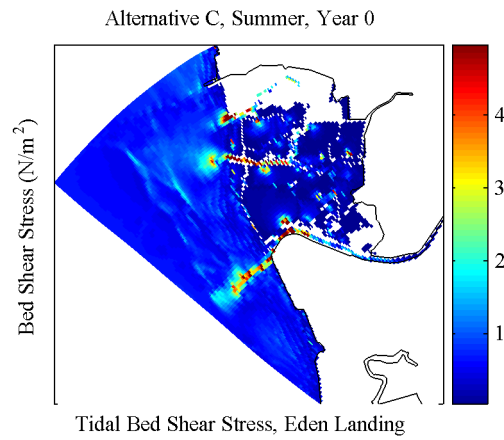 Alternative C, Summer, Year 0
Bed Shear Stress (N/m²)
4
3
2
1
Tidal Bed Shear Stress, Eden Landing